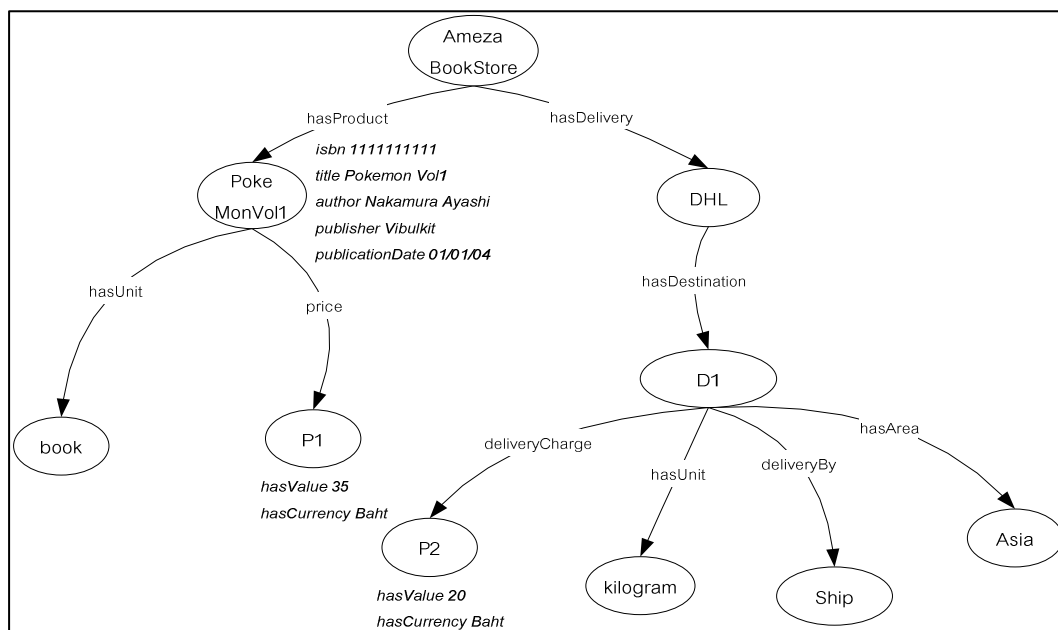 Ameza
BookStore
hasProduct
hasDelivery
isbn 1111111111
title Pokemon Vol1
author Nakamura Ayashi
publisher Vibulkit
publicationDate 01/01/04
Poke
MonVol1
DHL
hasUnit
price
hasDestination
D1
book
P1
hasValue 35
hasCurrency Baht
deliveryCharge
hasUnit
deliveryBy
hasArea
P2
hasValue 20
hasCurrency Baht
kilogram
Ship
Asia